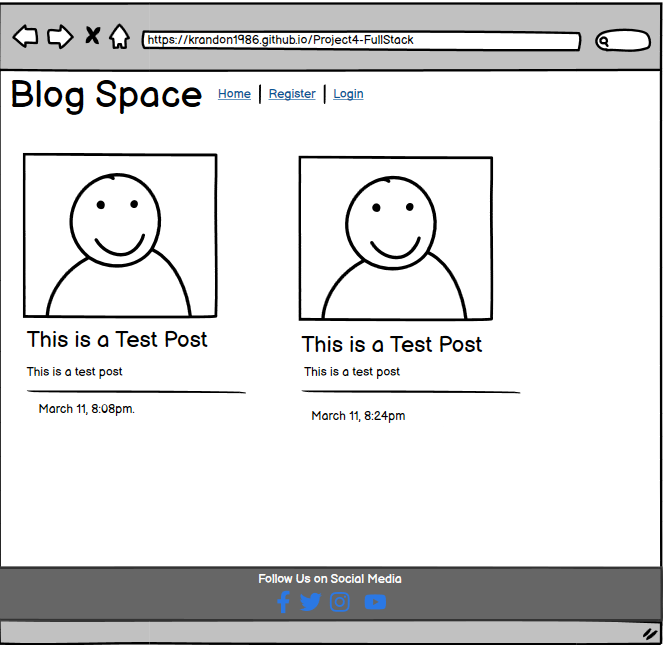 https://krandon1986.github.io/Project4-FullStack
Blog Space Home | Register | Login
This is a Test Post
This is a test post
March 11, 8:08pm.
This is a Test Post
This is a test post
March 11, 8:24pm
Follow Us on Social Media